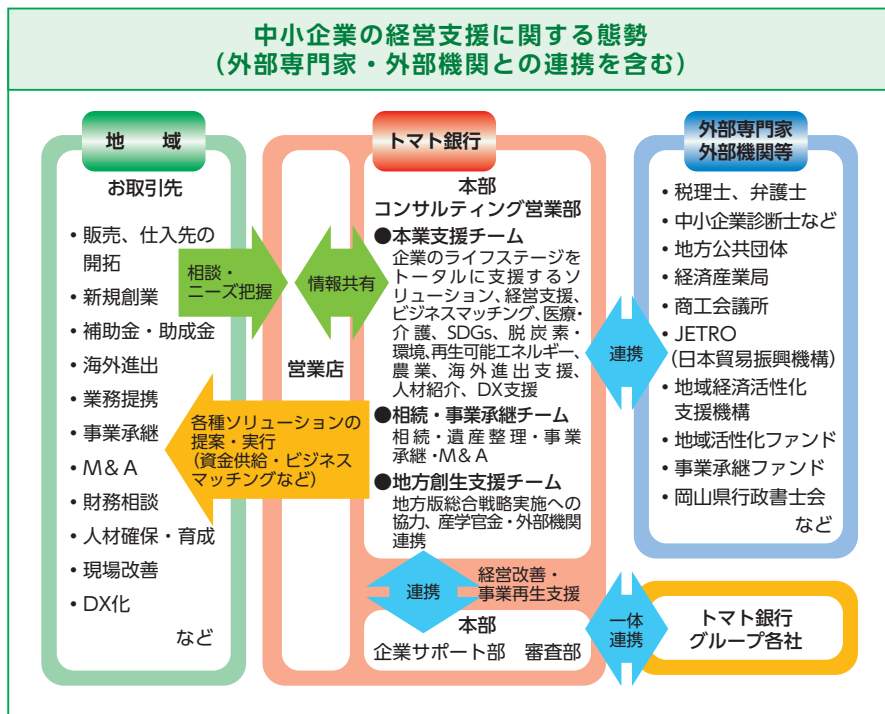 中小企業の経営支援に関する態勢
（外部専門家・外部機関との連携を含む）
地　域
お取引先
・販売、仕入先の
開拓
・新規創業
・補助金・助成金
・海外進出
・業務提携
・事業承継
・M＆A
・財務相談
・人材確保・育成
・現場改善
・DX化
など
相談・
ニーズ把握
各種ソリューションの
提案・実行
（資金供給・ビジネス
マッチングなど）
トマト銀行
営業店
情報共有
本部
コンサルティング営業部
●本業支援チーム
企業のライフステージを
トータルに支援するソ
リューション、経営支援、
ビジネスマッチング、医療・
介護、SDGs、脱炭素・
環境、再生可能エネルギー、
農業、海外進出支援、
人材紹介、DX支援
●相続・事業承継チーム
相続・遺産整理・事業
承継・M＆A
●地方創生支援チーム
地方版総合戦略実施への
協力、産学官金・外部機関
連携
連携
経営改善・
事業再生支援
本部
企業サポート部　審査部
連携
一体
連携
外部専門家
外部機関等
・税理士、弁護士
・中小企業診断士など
・地方公共団体
・経済産業局
・商工会議所
・JETRO
（日本貿易振興機構）
・地域経済活性化
支援機構
・地域活性化ファンド
・事業承継ファンド
・岡山県行政書士会
など
トマト銀行
グループ各社